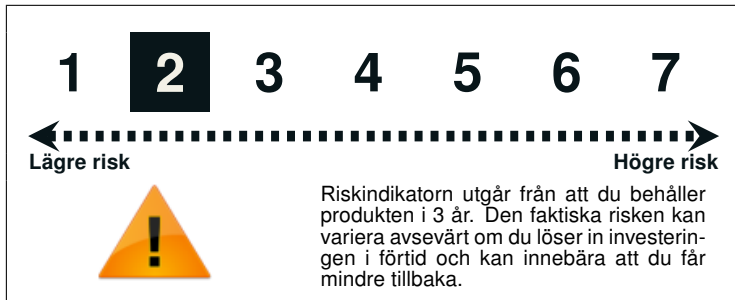 1 2 3 4 5 6 7
Lägre risk Högre risk
Riskindikatorn utgår från att du behåller
produkten i 3 år. Den faktiska risken kan
variera avsevärt om du löser in investerin-
gen i förtid och kan innebära att du får
mindre tillbaka.